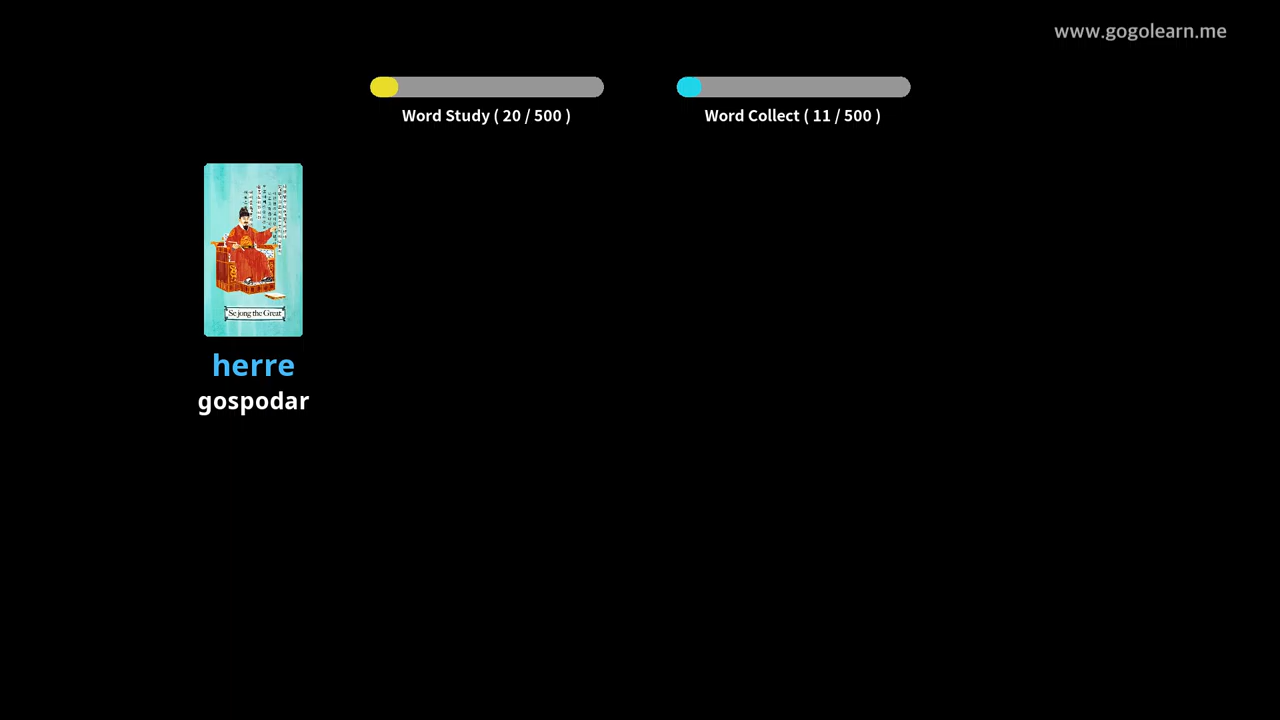 www.gogolearn.me
Word Study ( 20 / 500 )
Word Collect ( 11 / 500 )
Sejong the Great
herre
gospodar